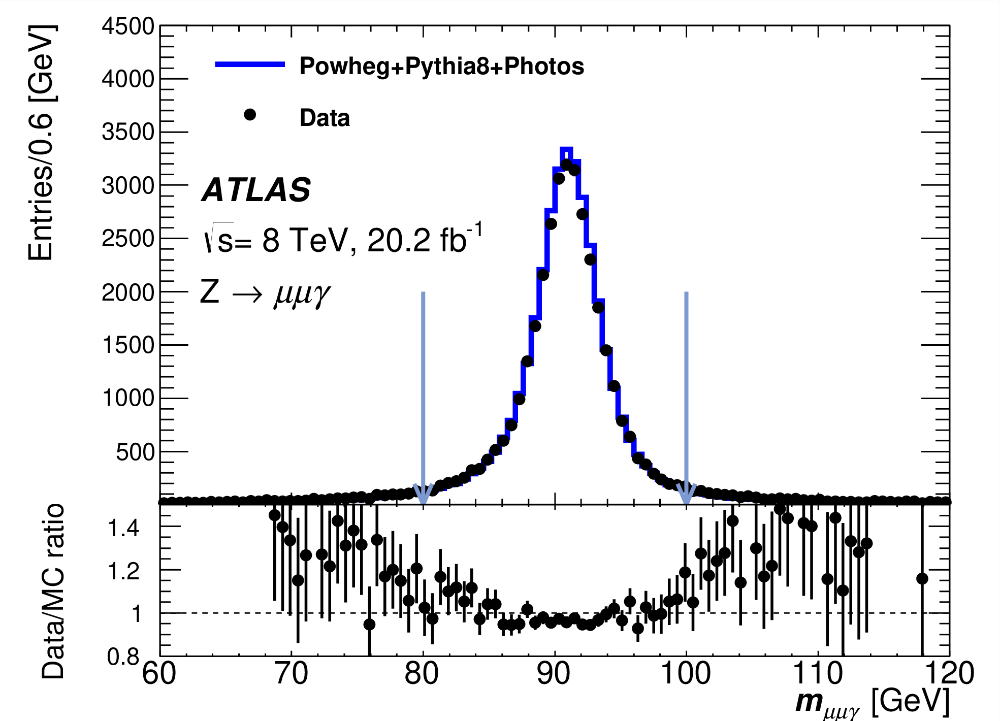 Entries/0.6 [GeV]
4500
4000
3500
3000
2500
2000
1500
1000
500
Powheg+Pythia8+Photos
Data
ATLAS
√s= 8 TeV, 20.2 fb⁻¹
Z → μμγ
Data/MC ratio
1.4
1.2
1
0.8
60 70 80 90 100 110 120
m_μμγ [GeV]